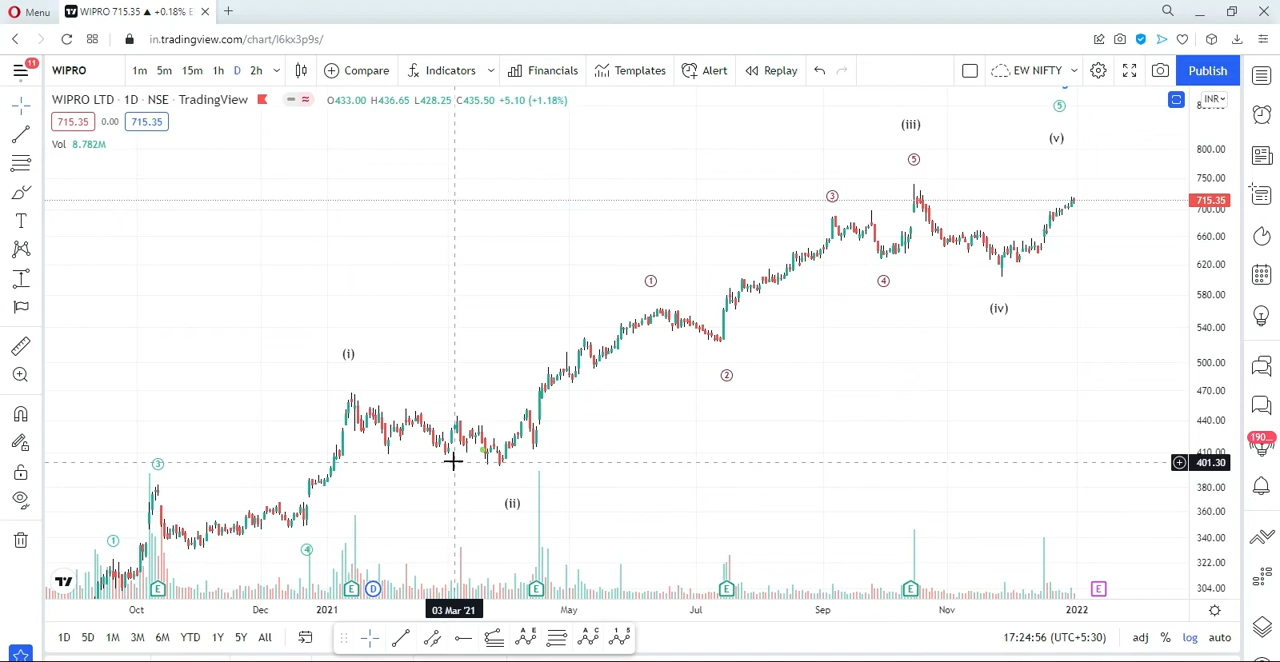 Menu WIPRO 715.35 ▲ +0.18% E
in.tradingview.com/chart/l6kx3p9s/
11 WIPRO 1m 5m 15m 1h D 2h Compare Indicators Financials Templates Alert Replay EW NIFTY Publish
WIPRO LTD · 1D · NSE · TradingView O433.00 H436.65 L428.25 C435.50 +5.10 (+1.18%) INR
715.35 0.00 715.35
Vol 8.782M
5
(iii) (v)
800.00
5
750.00
3
715.35
700.00
660.00
620.00
1 4
580.00
(iv)
540.00
(i)
500.00
2
470.00
440.00
190...
3
401.30
380.00
(ii)
360.00
1 4
340.00
322.00
304.00
E E D E E E E
Oct Dec 2021 03 Mar '21 May Jul Sep Nov 2022
1D 5D 1M 3M 6M YTD 1Y 5Y All 17:24:56 (UTC+5:30) adj % log auto